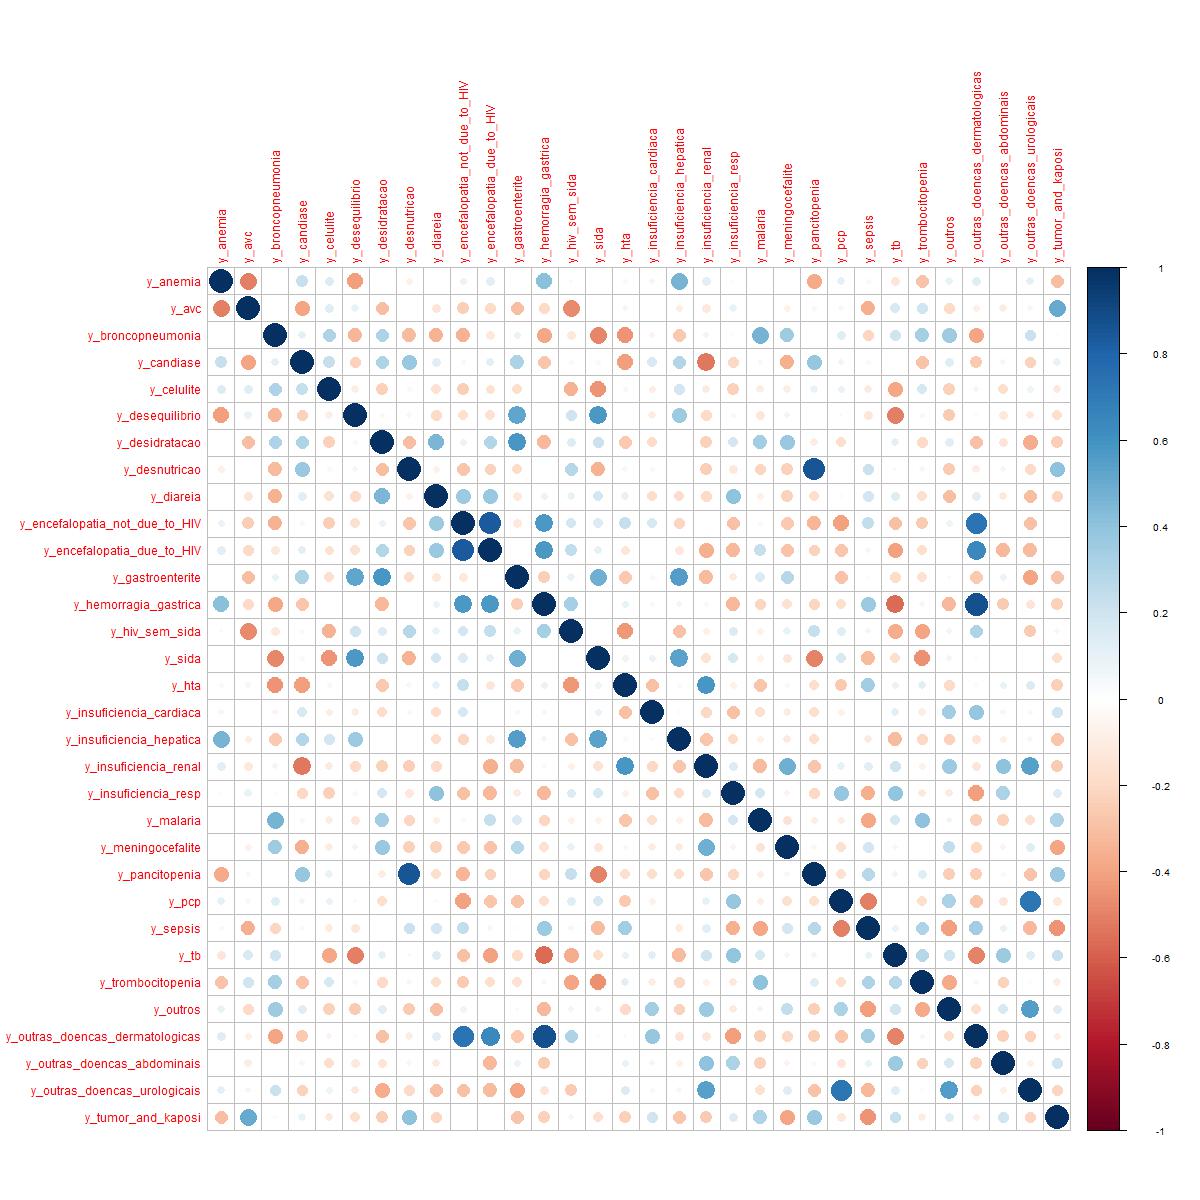 y_anemia
y_avc
y_broncopneumonia
y_candiase
y_celulite
y_desequilibrio
y_desidratacao
y_desnutricao
y_diareia
y_encefalopatia_not_due_to_HIV
y_encefalopatia_due_to_HIV
y_gastroenterite
y_hemorragia_gastrica
y_hiv_sem_sida
y_sida
y_hta
y_insuficiencia_cardiaca
y_insuficiencia_hepatica
y_insuficiencia_renal
y_insuficiencia_resp
y_malaria
y_meningocefalite
y_pancitopenia
y_pcp
y_sepsis
y_tb
y_trombocitopenia
y_outros
y_outras_doencas_dermatologicas
y_outras_doencas_abdominais
y_outras_doencas_urologicais
y_tumor_and_kaposi
y_anemia
y_avc
y_broncopneumonia
y_candiase
y_celulite
y_desequilibrio
y_desidratacao
y_desnutricao
y_diareia
y_encefalopatia_not_due_to_HIV
y_encefalopatia_due_to_HIV
y_gastroenterite
y_hemorragia_gastrica
y_hiv_sem_sida
y_sida
y_hta
y_insuficiencia_cardiaca
y_insuficiencia_hepatica
y_insuficiencia_renal
y_insuficiencia_resp
y_malaria
y_meningocefalite
y_pancitopenia
y_pcp
y_sepsis
y_tb
y_trombocitopenia
y_outros
y_outras_doencas_dermatologicas
y_outras_doencas_abdominais
y_outras_doencas_urologicais
y_tumor_and_kaposi
1
0.8
0.6
0.4
0.2
0
-0.2
-0.4
-0.6
-0.8
-1